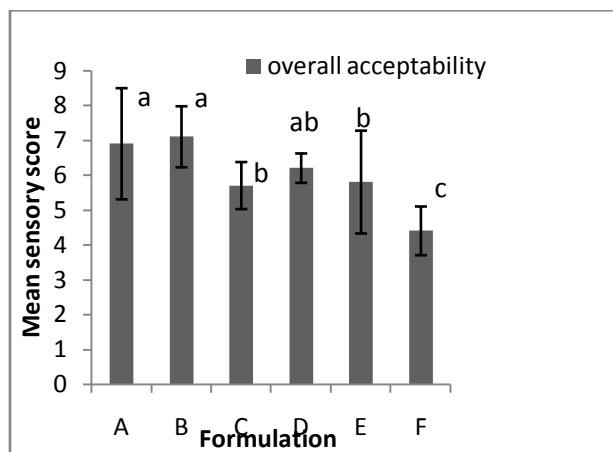 overall acceptability
Mean sensory score
9
8
7
6
5
4
3
2
1
0
a
a
b
ab
b
c
A B C D E F
Formulation